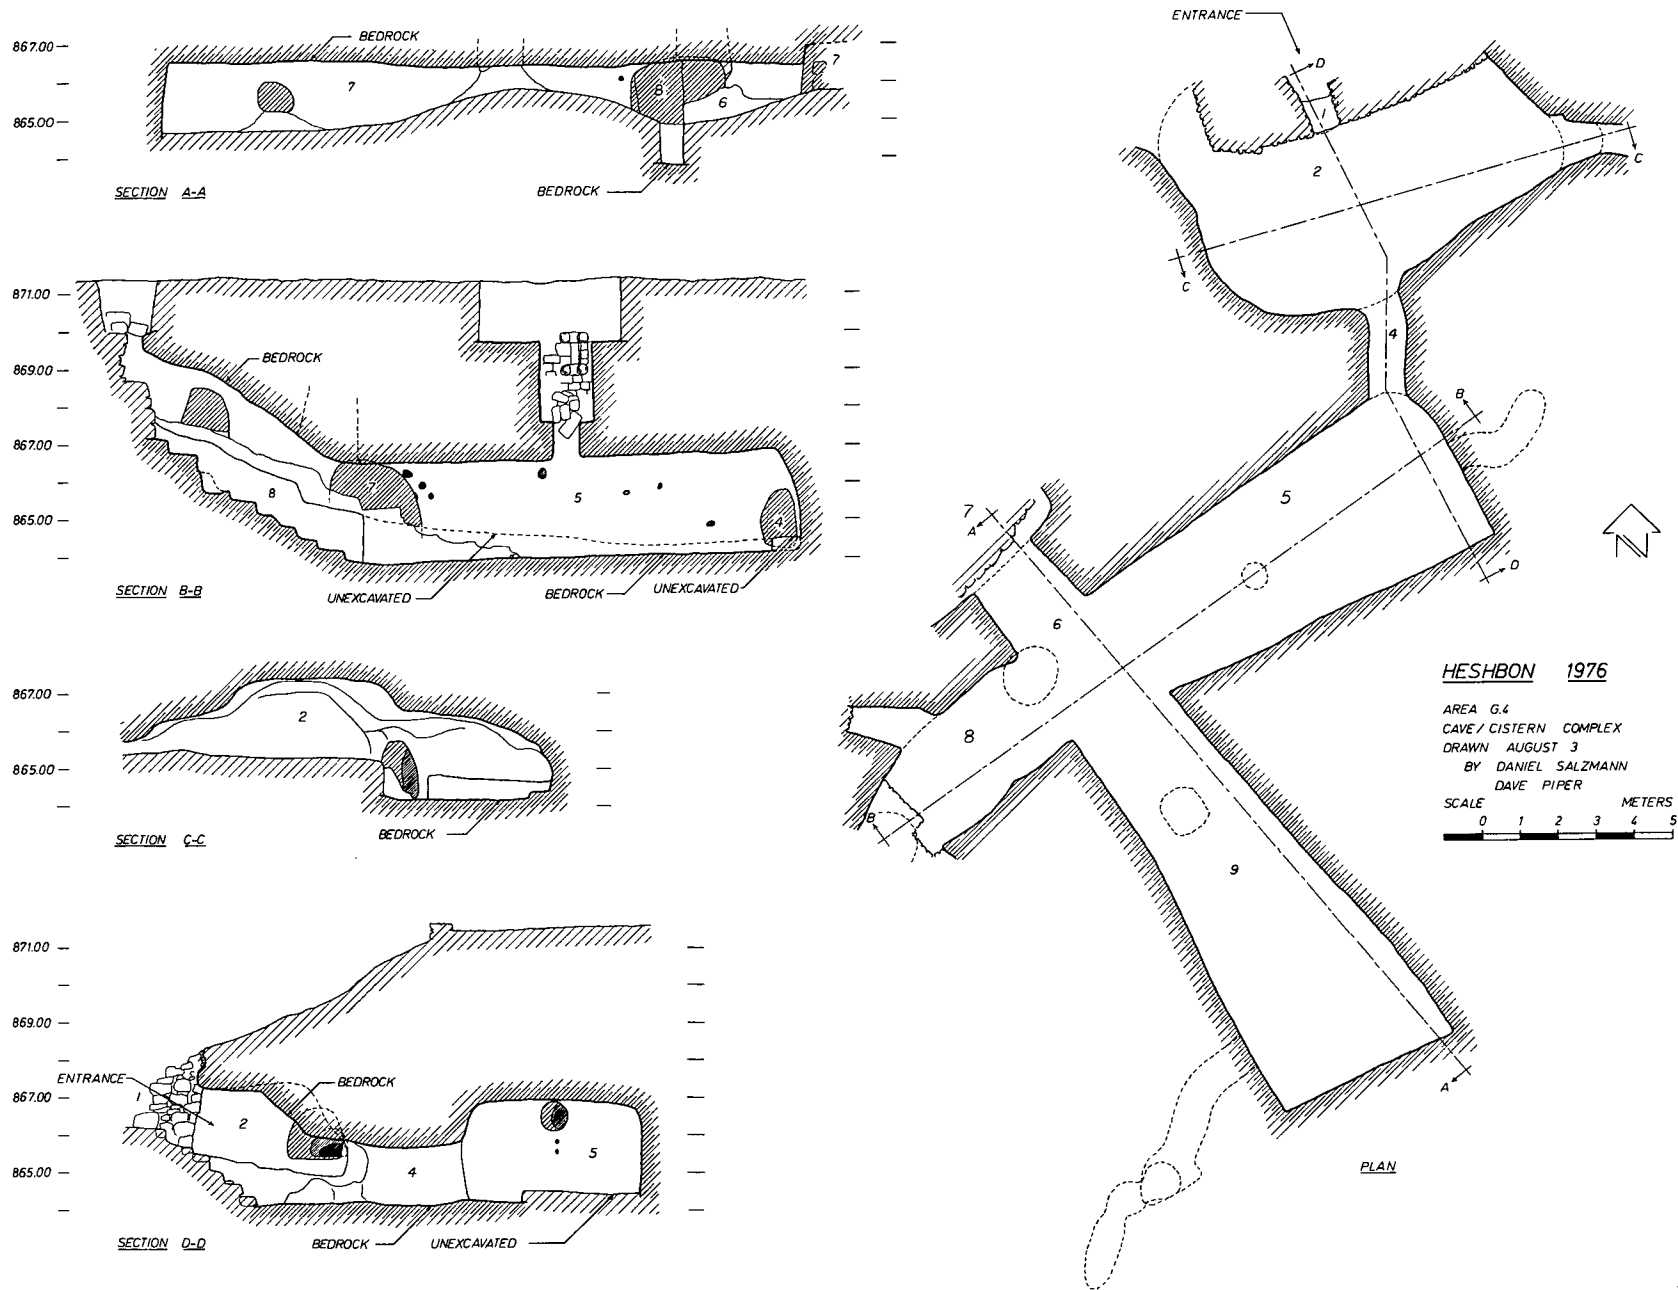 867.00
BEDROCK
7
7
8
6
865.00
BEDROCK
SECTION A-A
871.00
869.00
BEDROCK
867.00
7
5
8
865.00
4
UNEXCAVATED
BEDROCK
UNEXCAVATED
SECTION B-B
867.00
2
865.00
BEDROCK
SECTION C-C
871.00
869.00
ENTRANCE
BEDROCK
867.00
1
2
5
4
865.00
SECTION D-D
BEDROCK
UNEXCAVATED
ENTRANCE
D
1
2
C
C
4
B
5
7
A
D
6
8
B
9
A
PLAN
N
HESHBON 1976
AREA G.4
CAVE/CISTERN COMPLEX
DRAWN AUGUST 3
BY DANIEL SALZMANN
DAVE PIPER
SCALE METERS
0 1 2 3 4 5